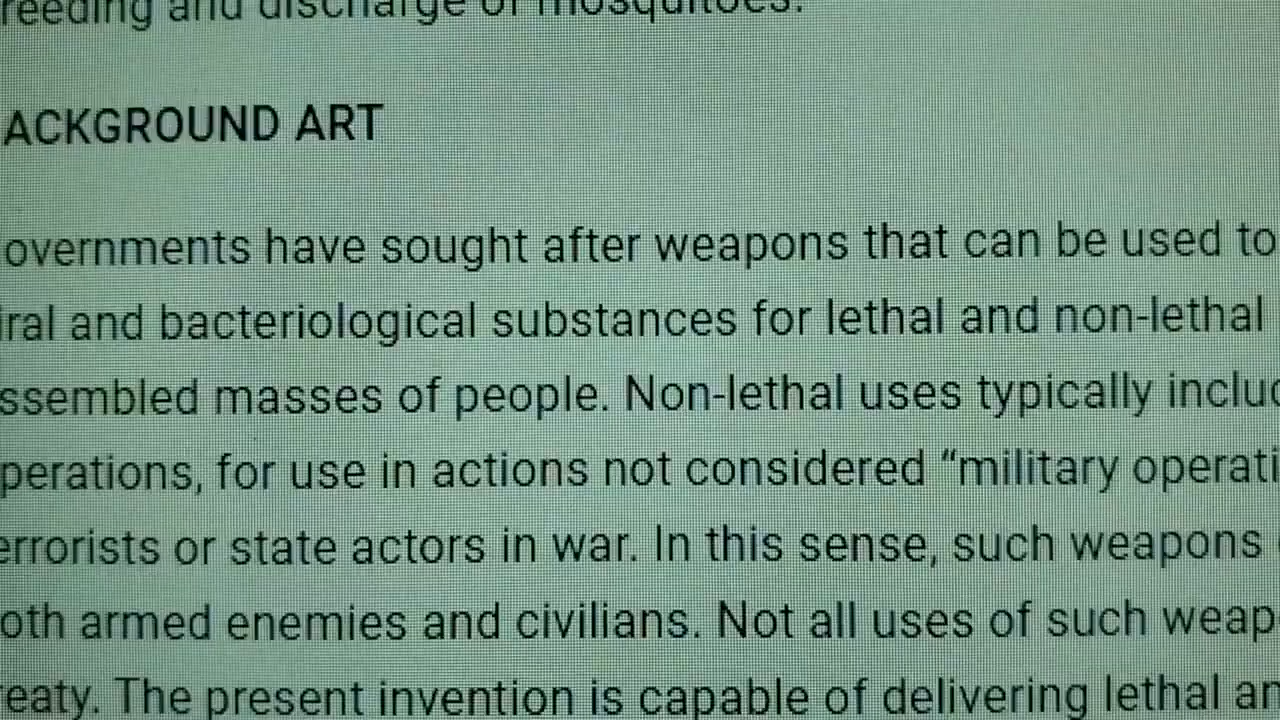 reeding and discharge of mosquitoes.
ACKGROUND ART
overnments have sought after weapons that can be used to
iral and bacteriological substances for lethal and non-lethal
ssembled masses of people. Non-lethal uses typically includ
perations, for use in actions not considered “military operati
errorists or state actors in war. In this sense, such weapons
oth armed enemies and civilians. Not all uses of such weap
reaty. The present invention is capable of delivering lethal an